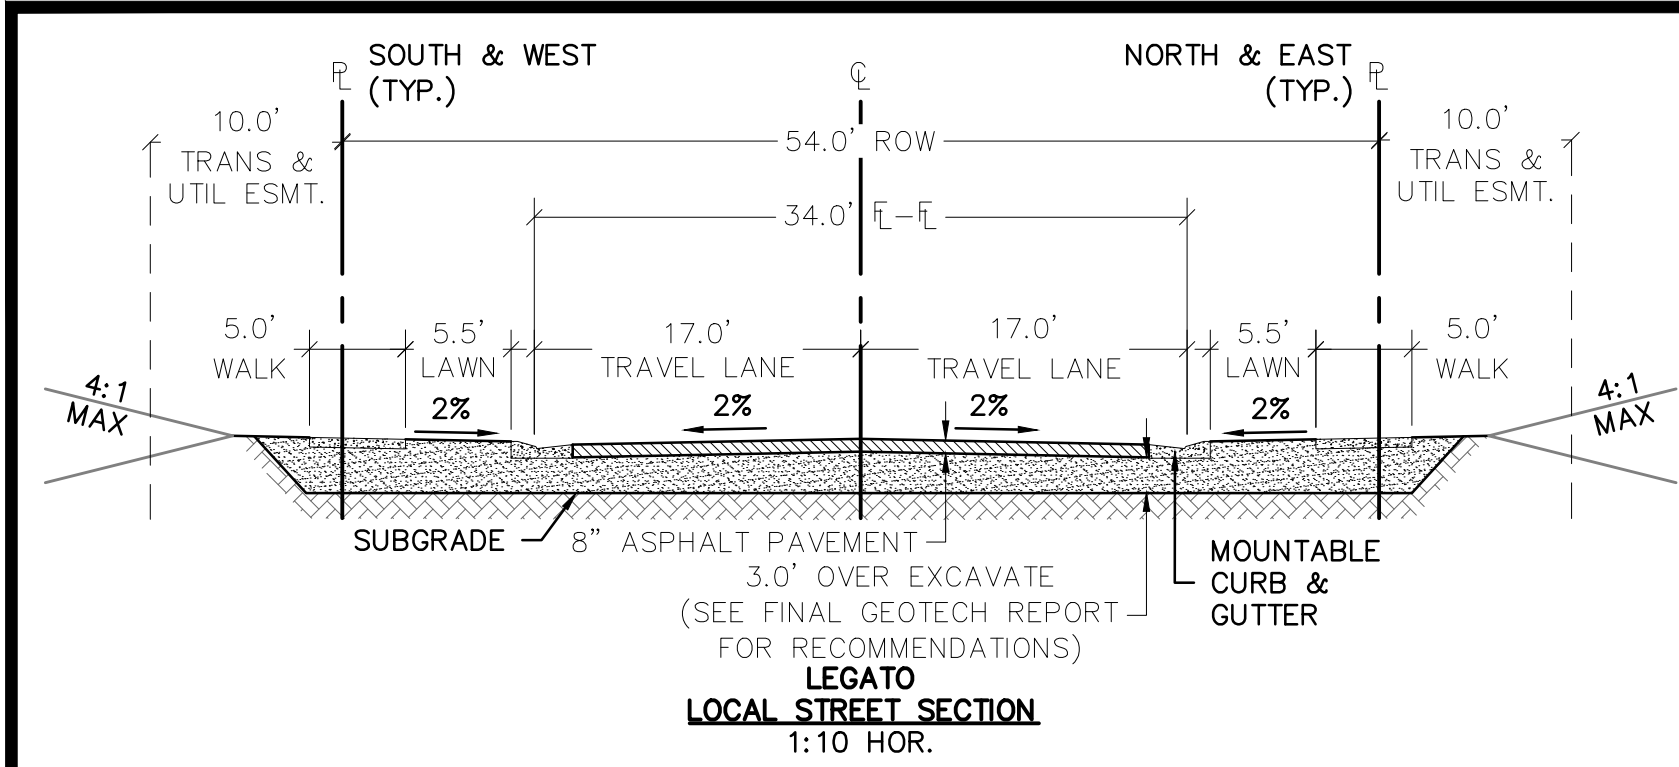 SOUTH & WEST
(TYP.)
NORTH & EAST
(TYP.)
PL
CL
PL
10.0'
TRANS &
UTIL ESMT.
54.0' ROW
10.0'
TRANS &
UTIL ESMT.
34.0' FL-FL
5.0'
WALK
5.5'
LAWN
17.0'
TRAVEL LANE
17.0'
TRAVEL LANE
5.5'
LAWN
5.0'
WALK
4:1
MAX
2%
2%
2%
2%
4:1
MAX
SUBGRADE
8” ASPHALT PAVEMENT
3.0' OVER EXCAVATE
(SEE FINAL GEOTECH REPORT
FOR RECOMMENDATIONS)
MOUNTABLE
CURB &
GUTTER
LEGATO
LOCAL STREET SECTION
1:10 HOR.